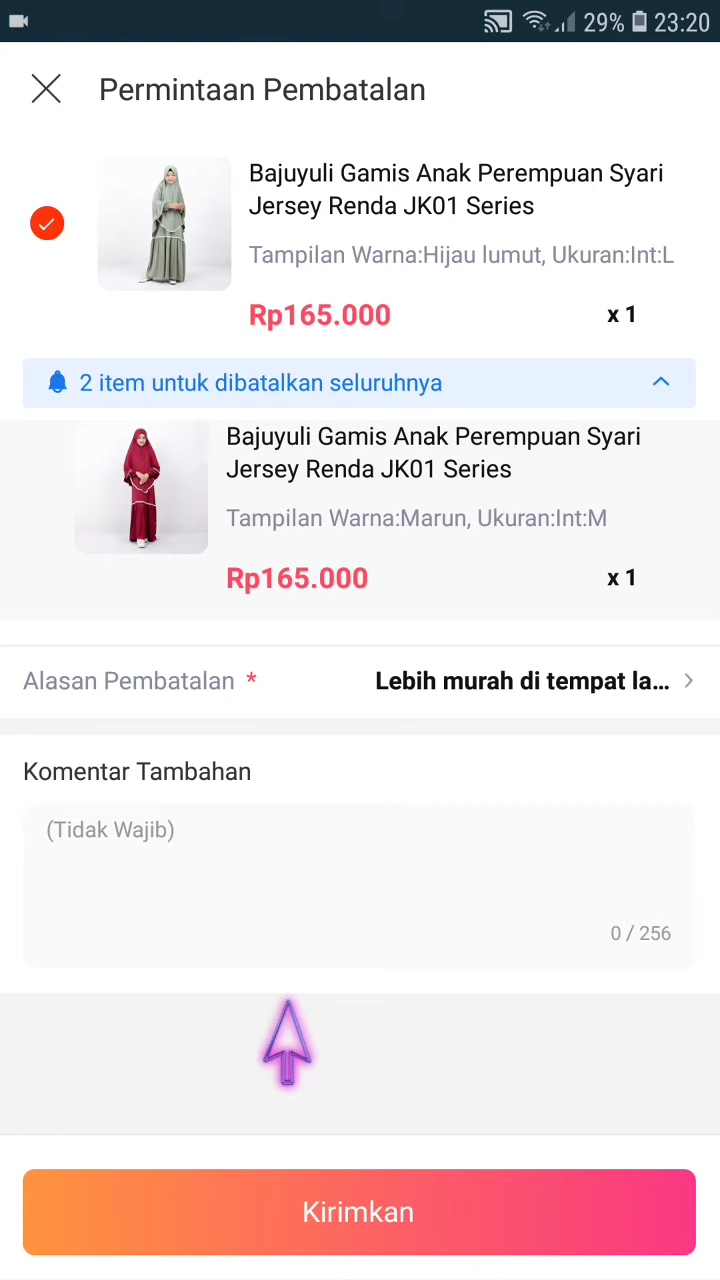 29% 23:20
Permintaan Pembatalan
Bajuyuli Gamis Anak Perempuan Syari
Jersey Renda JK01 Series
Tampilan Warna:Hijau lumut, Ukuran:Int:L
Rp165.000 x 1
2 item untuk dibatalkan seluruhnya
Bajuyuli Gamis Anak Perempuan Syari
Jersey Renda JK01 Series
Tampilan Warna:Marun, Ukuran:Int:M
Rp165.000 x 1
Alasan Pembatalan * Lebih murah di tempat la...
Komentar Tambahan
(Tidak Wajib)
0 / 256
Kirimkan